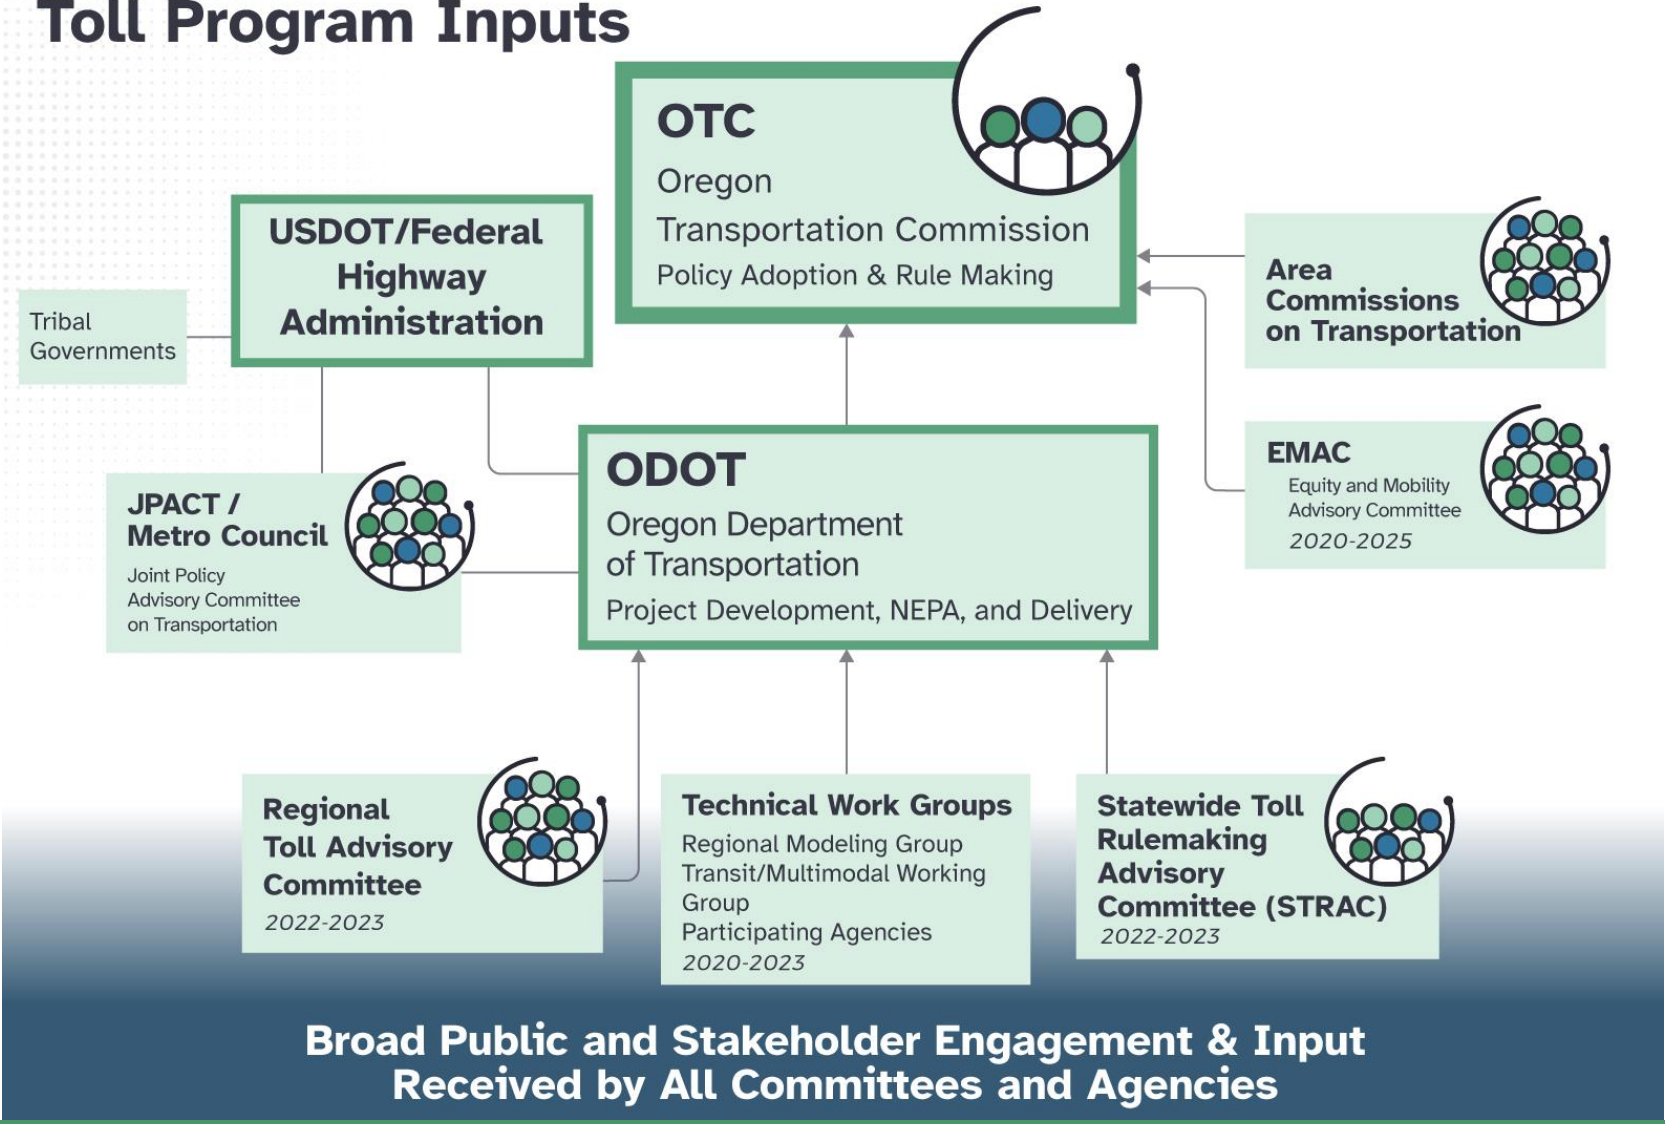 Toll Program Inputs
OTC
Oregon
Transportation Commission
Policy Adoption & Rule Making
USDOT/Federal
Highway
Administration
Tribal
Governments
Area
Commissions
on Transportation
EMAC
Equity and Mobility
Advisory Committee
2020-2025
JPACT /
Metro Council
Joint Policy
Advisory Committee
on Transportation
ODOT
Oregon Department
of Transportation
Project Development, NEPA, and Delivery
Regional
Toll Advisory
Committee
2022-2023
Technical Work Groups
Regional Modeling Group
Transit/Multimodal Working
Group
Participating Agencies
2020-2023
Statewide Toll
Rulemaking
Advisory
Committee (STRAC)
2022-2023
Broad Public and Stakeholder Engagement & Input
Received by All Committees and Agencies